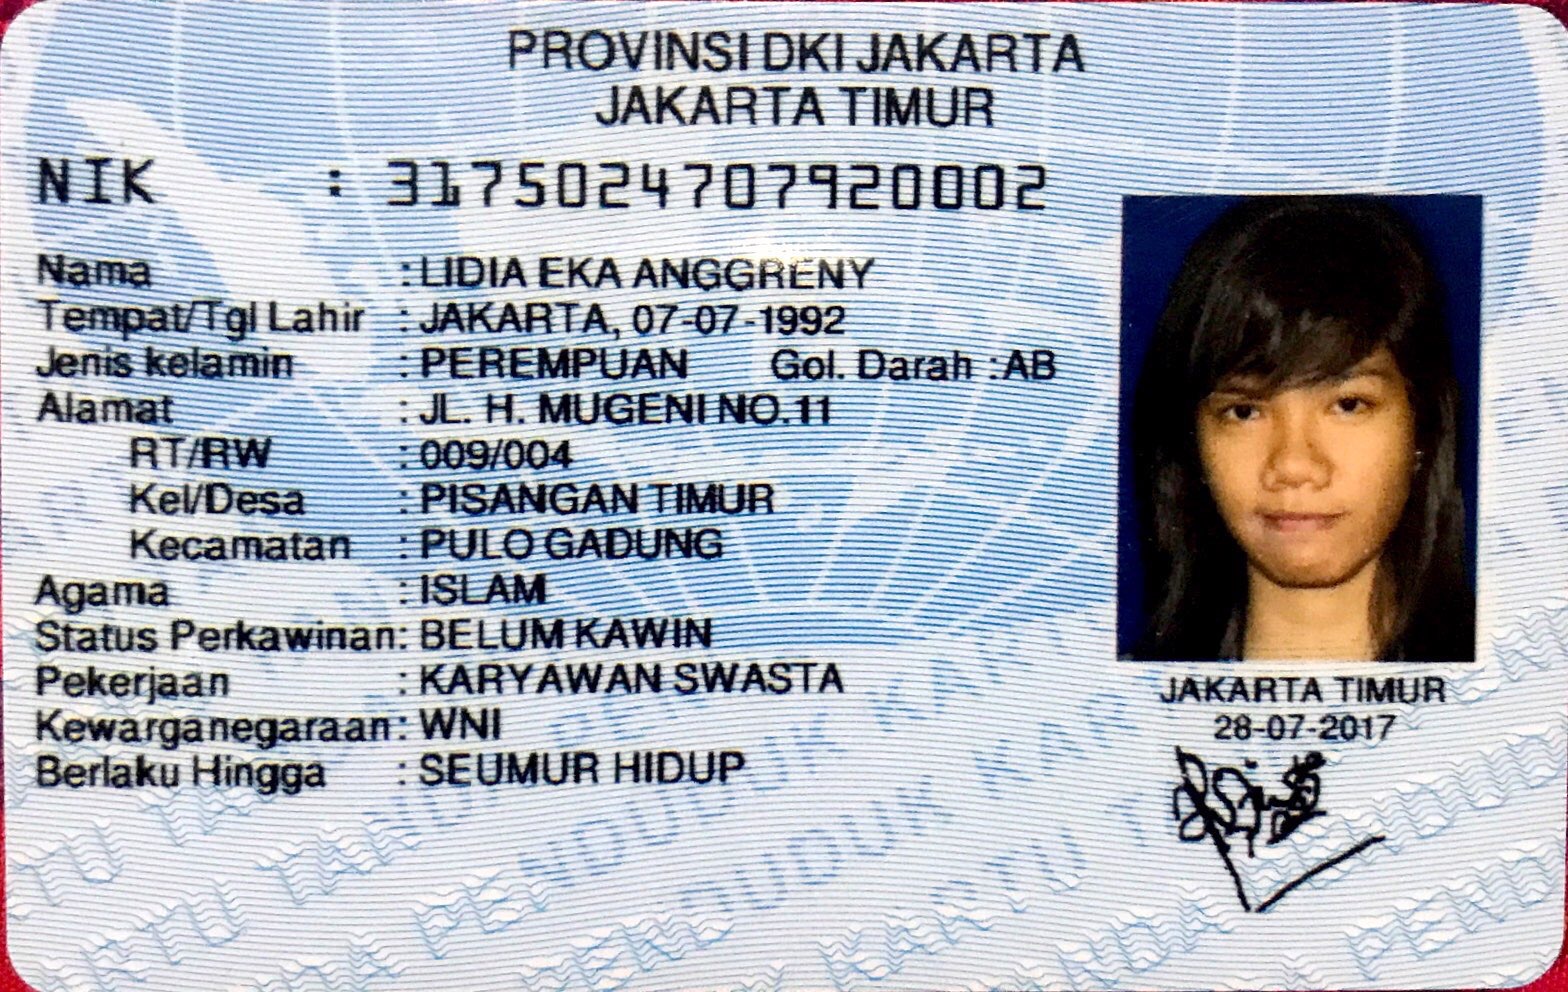 PROVINSI DKI JAKARTA
JAKARTA TIMUR
NIK : 3175024707920002
Nama : LIDIA EKA ANGGRENY
Tempat/Tgl Lahir : JAKARTA, 07-07-1992
Jenis kelamin : PEREMPUAN Gol. Darah : AB
Alamat : JL. H. MUGENI NO.11
RT/RW : 009/004
Kel/Desa : PISANGAN TIMUR
Kecamatan : PULO GADUNG
Agama : ISLAM
Status Perkawinan: BELUM KAWIN
Pekerjaan : KARYAWAN SWASTA
Kewarganegaraan: WNI
Berlaku Hingga : SEUMUR HIDUP
JAKARTA TIMUR
28-07-2017